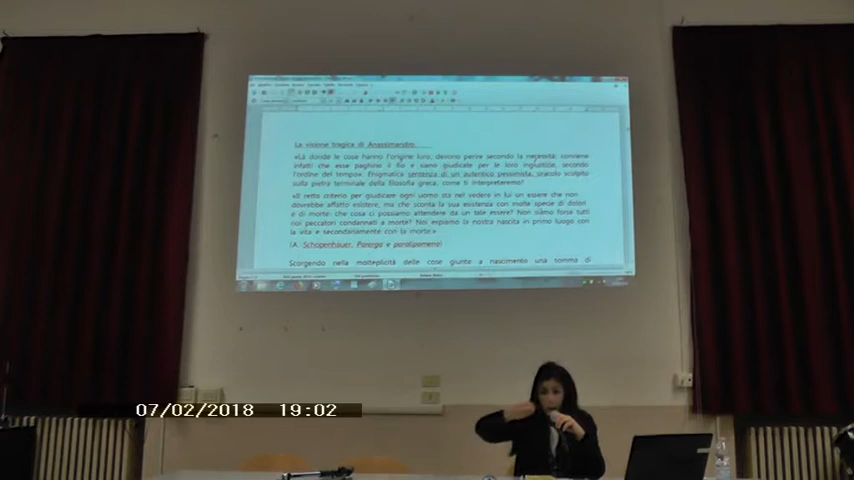 La visione tragica di Anassimandro
«Là donde le cose hanno l'origine loro, devono perire secondo la necessità: conviene
infatti che esse paghino il fio e siano giudicate per le loro ingiustizie, secondo
l'ordine del tempo». Enigmatica sentenza di un autentico pessimista, oracolo scolpito
sulla pietra terminale della filosofia greca, come ti interpreteremo?
«Il retto criterio per giudicare ogni uomo sta nel vedere in lui un essere che non
dovrebbe affatto esistere, ma che sconta la sua esistenza con molte specie di dolori
e di morte: che cosa ci possiamo attendere da un tale essere? Non siamo forse tutti
noi peccatori condannati a morte? Noi espiamo la nostra nascita in primo luogo con
la vita e secondariamente con la morte.»
(A. Schopenhauer, Parerga e paralipomena)
Scorgendo nella molteplicità delle cose giunte a nascimento una somma di
07/02/2018 19:02